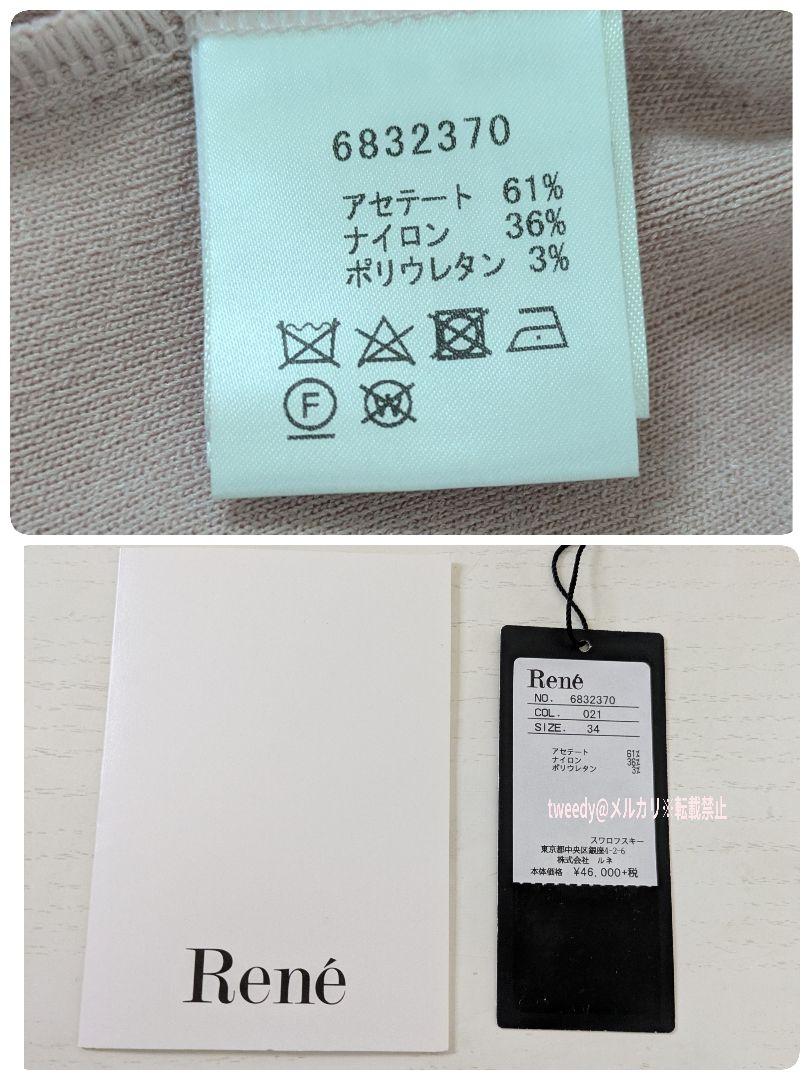 6832370
アセテート 61%
ナイロン 36%
ポリウレタン 3%
F
W
René
NO. 6832370
COL. 021
SIZE. 34
アセテート 61%
ナイロン 36%
ポリウレタン 3%
tweedy@メルカリ※転載禁止
スワロフスキー
東京都中央区銀座4-2-6
株式会社 ルネ
本体価格 ¥46,000+税
René